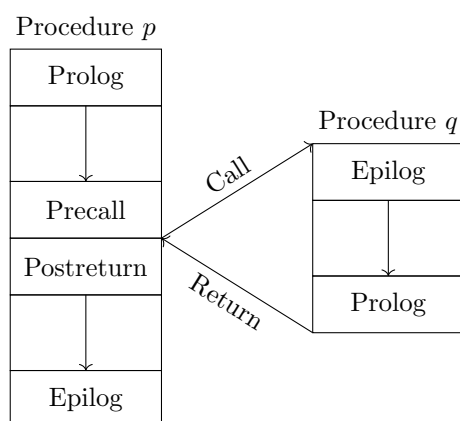 Procedure p
Prolog
Precall
Postreturn
Epilog
Call
Return
Procedure q
Epilog
Prolog